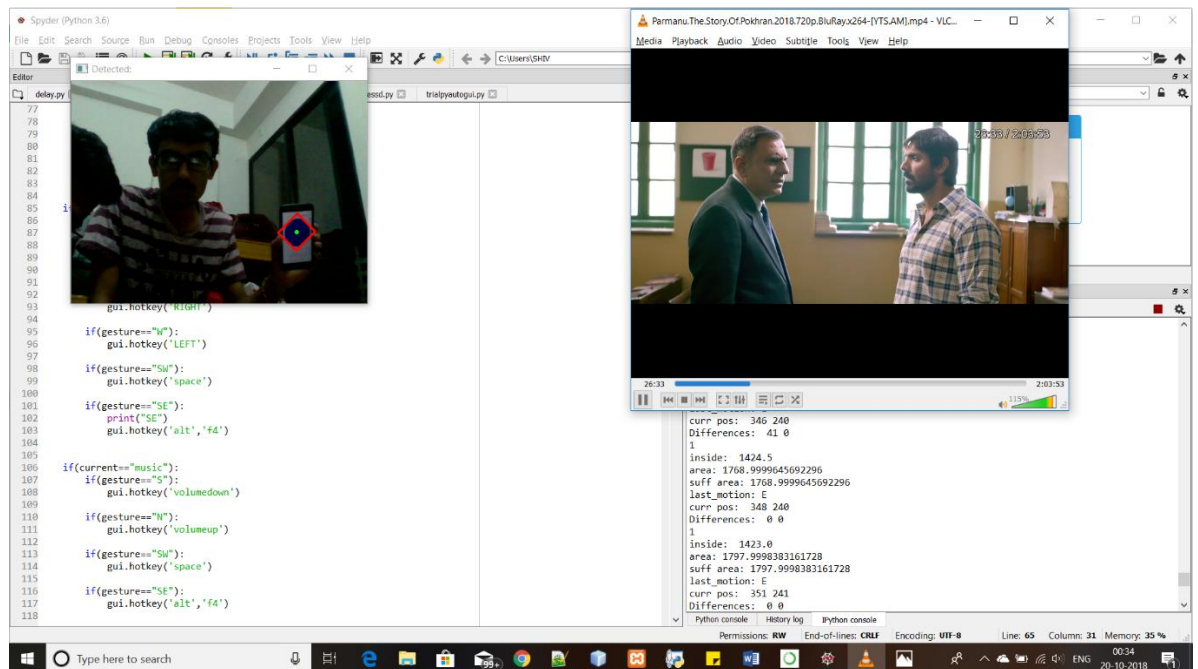 Spyder (Python 3.6)
File Edit Search Source Run Debug Consoles Projects Tools View Help
C:\Users\SHIV
Editor
delay.py
essd.py
trialpyautogui.py
Detected:
77
78
79
80
81
82
83
84
85
86
87
88
89
90
91
92
93 gui.hotkey('RIGHT')
94
95 if(gesture=="W"):
96 gui.hotkey('LEFT')
97
98 if(gesture=="SW"):
99 gui.hotkey('space')
100
101 if(gesture=="SE"):
102 print("SE")
103 gui.hotkey('alt','f4')
104
105
106 if(current=="music"):
107 if(gesture=="S"):
108 gui.hotkey('volumedown')
109
110 if(gesture=="N"):
111 gui.hotkey('volumeup')
112
113 if(gesture=="SW"):
114 gui.hotkey('space')
115
116 if(gesture=="SE"):
117 gui.hotkey('alt','f4')
118
Parmanu.The.Story.Of.Pokhran.2018.720p.BluRay.x264-[YTS.AM].mp4 - VLC...
Media Playback Audio Video Subtitle Tools View Help
26:33 / 2:03:53
26:33 2:03:53
115%
curr pos: 346 240
Differences: 41 0
1
inside: 1424.5
area: 1768.9999645692296
suff area: 1768.9999645692296
last_motion: E
curr pos: 348 240
Differences: 0 0
1
inside: 1423.0
area: 1797.9998383161728
suff area: 1797.9998383161728
last_motion: E
curr pos: 351 241
Differences: 0 0
Python console History log IPython console
Permissions: RW End-of-lines: CRLF Encoding: UTF-8 Line: 65 Column: 31 Memory: 35 %
Type here to search
99+
ENG
00:34
20-10-2018